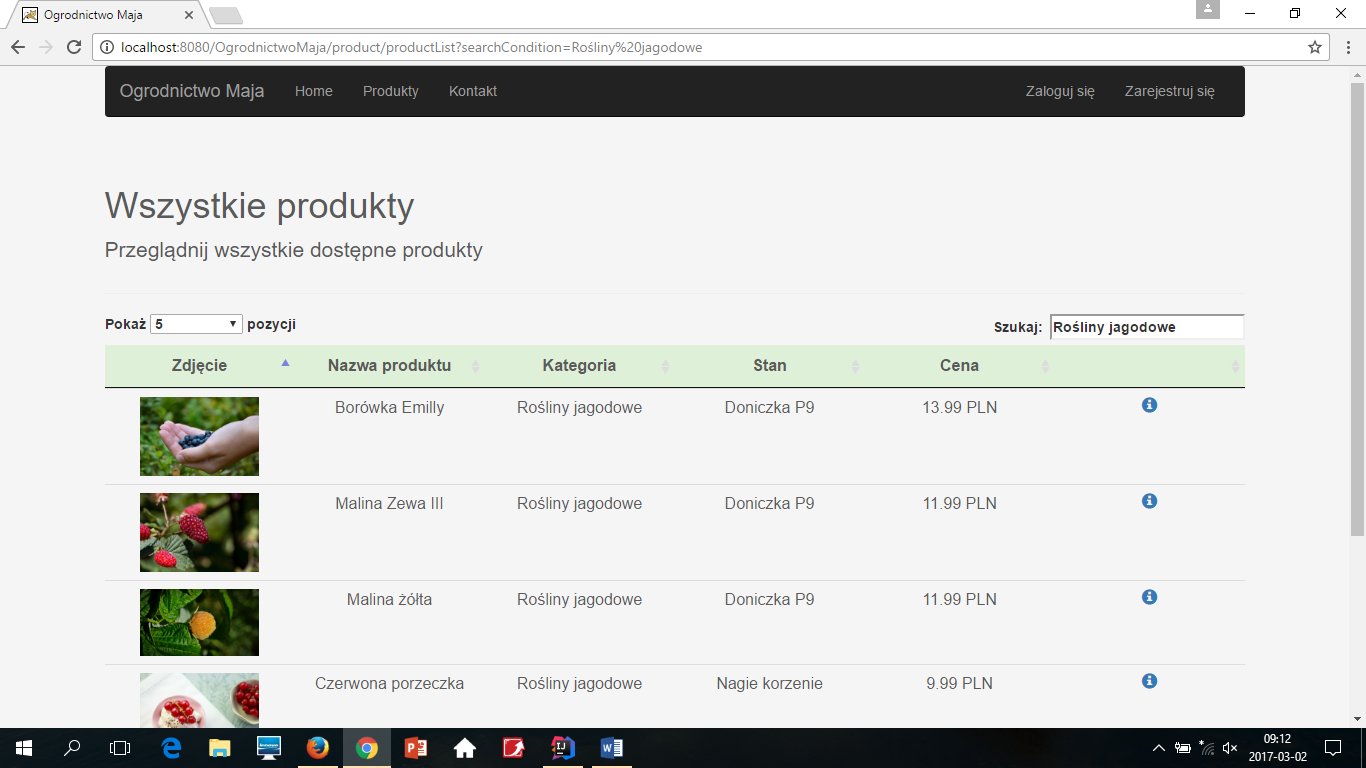 Ogrodnictwo Maja
localhost:8080/OgrodnictwoMaja/product/productList?searchCondition=Rośliny%20jagodowe
Ogrodnictwo Maja Home Produkty Kontakt Zaloguj się Zarejestruj się
Wszystkie produkty
Przeglądnij wszystkie dostępne produkty
Pokaż 5 pozycji Szukaj: Rośliny jagodowe
Zdjęcie Nazwa produktu Kategoria Stan Cena
Borówka Emilly Rośliny jagodowe Doniczka P9 13.99 PLN
Malina Zewa III Rośliny jagodowe Doniczka P9 11.99 PLN
Malina żółta Rośliny jagodowe Doniczka P9 11.99 PLN
Czerwona porzeczka Rośliny jagodowe Nagie korzenie 9.99 PLN
09:12
2017-03-02